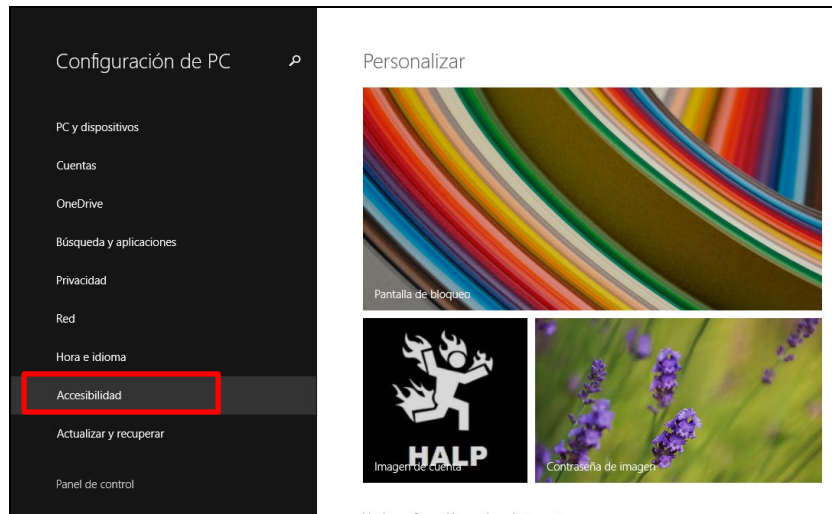 Configuración de PC
PC y dispositivos
Cuentas
OneDrive
Búsqueda y aplicaciones
Privacidad
Red
Hora e idioma
Accesibilidad
Actualizar y recuperar
Panel de control
Personalizar
Pantalla de bloqueo
HALP
Imagen de cuenta
Contraseña de imagen